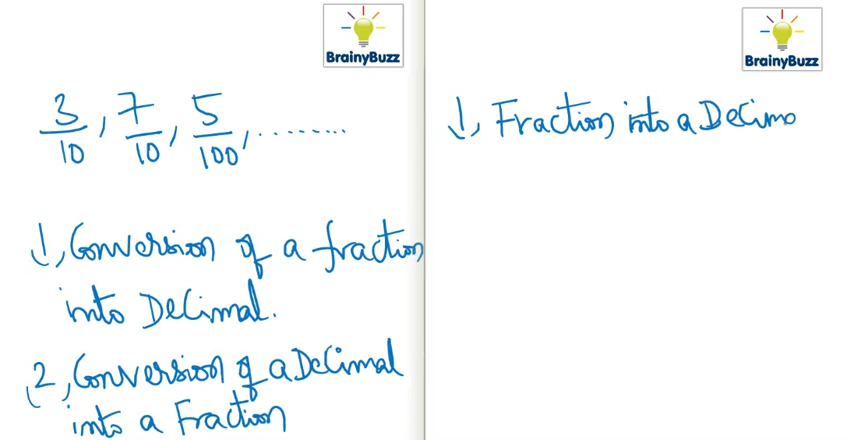 BrainyBuzz
3/10, 7/10, 5/100, ........
1, Conversion of a fraction
into Decimal.
2, Conversion of a Decimal
into a Fraction
BrainyBuzz
1, Fraction into a Decima